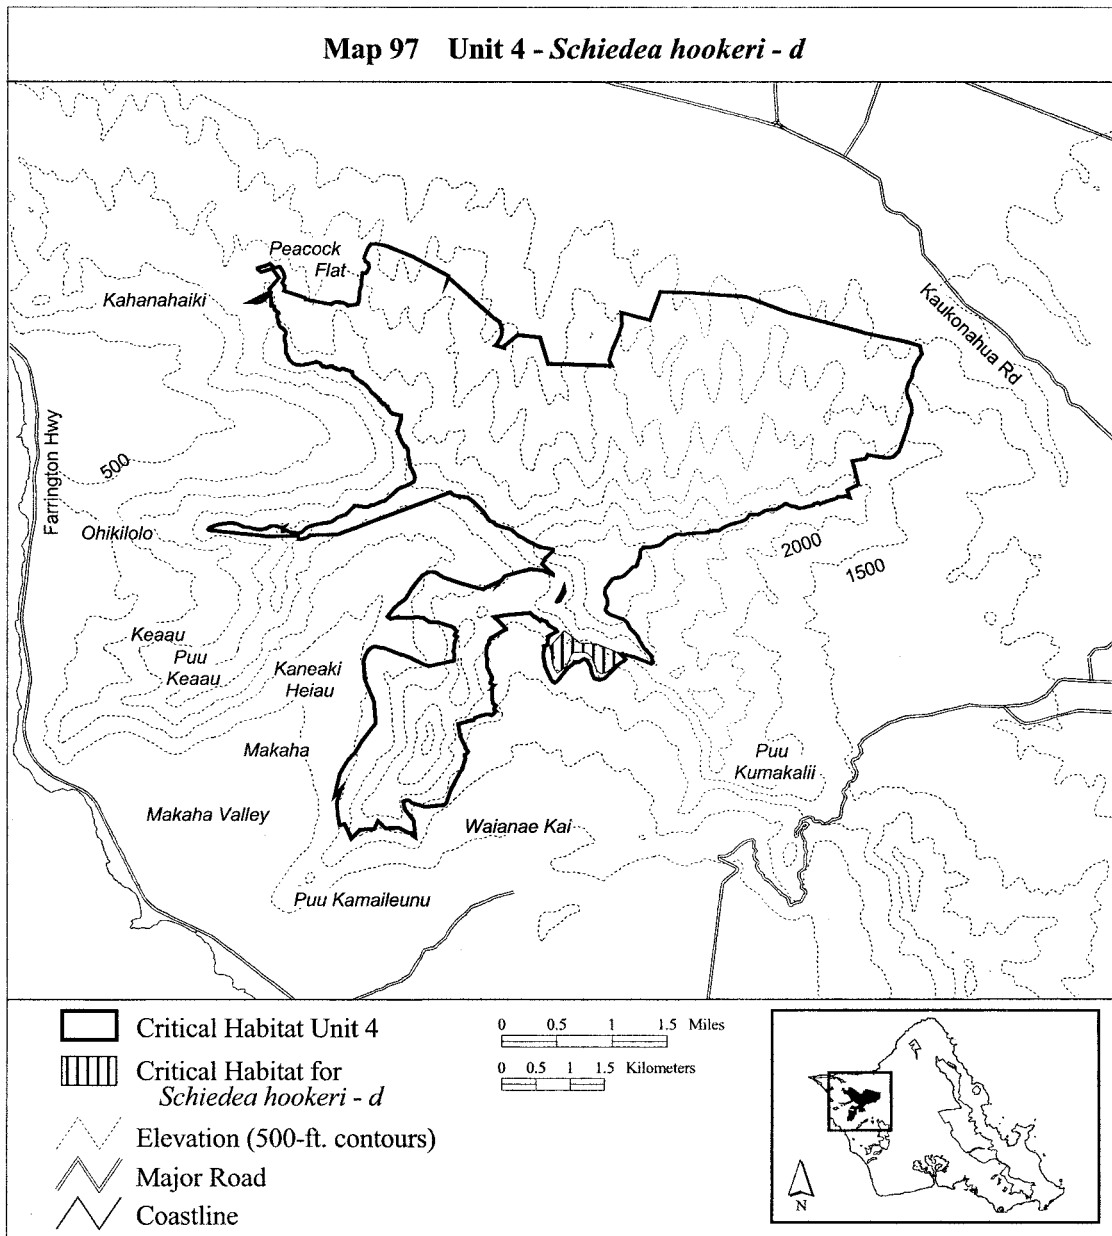 Map 97 Unit 4 - Schiedea hookeri - d
Peacock
Flat
Kahanahaiki
Kaukonahua Rd
Farrington Hwy
500
Ohikilolo
2000
1500
Keaau
Puu
Keaau
Kaneaki
Heiau
Makaha
Puu
Kumakalii
Makaha Valley
Waianae Kai
Puu Kamaileunu
Critical Habitat Unit 4
Critical Habitat for
Schiedea hookeri - d
Elevation (500-ft. contours)
Major Road
Coastline
0 0.5 1 1.5 Miles
0 0.5 1 1.5 Kilometers
N